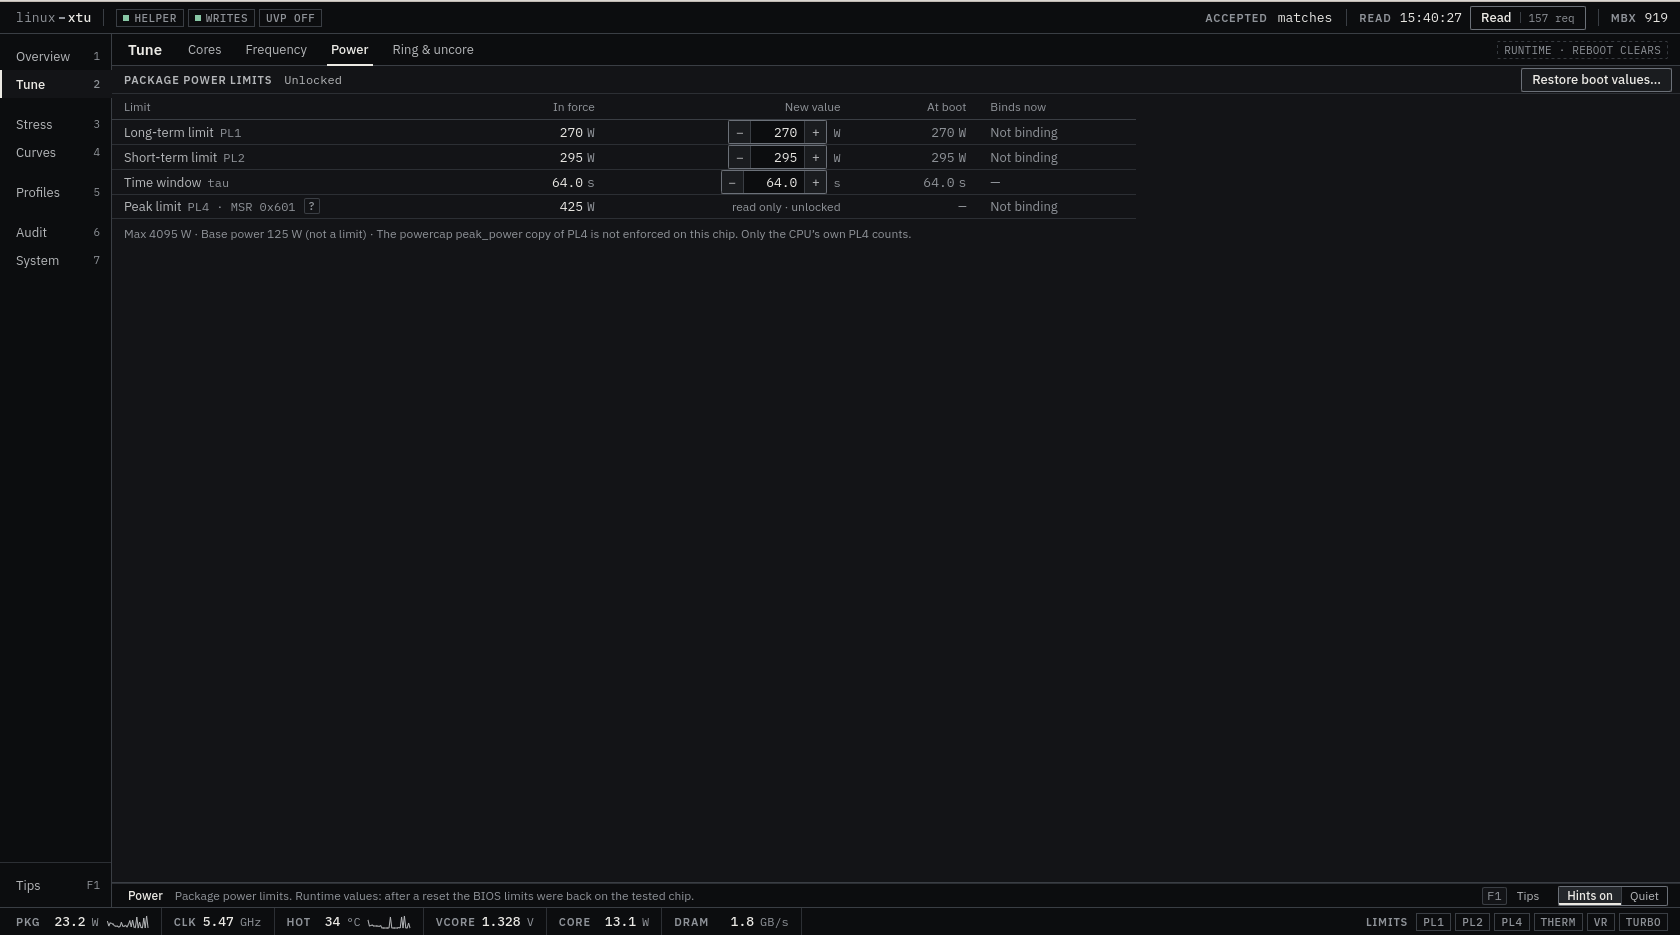 linux-xtu HELPER WRITES UVP OFF ACCEPTED matches READ 15:40:27 Read 157 req MBX 919
Overview 1
Tune 2
Stress 3
Curves 4
Profiles 5
Audit 6
System 7
Tips F1
Tune Cores Frequency Power Ring & uncore RUNTIME · REBOOT CLEARS
PACKAGE POWER LIMITS Unlocked Restore boot values...
Limit In force New value At boot Binds now
Long-term limit PL1 270 W − 270 + W 270 W Not binding
Short-term limit PL2 295 W − 295 + W 295 W Not binding
Time window tau 64.0 s − 64.0 + s 64.0 s —
Peak limit PL4 · MSR 0x601 ? 425 W read only · unlocked — Not binding
Max 4095 W · Base power 125 W (not a limit) · The powercap peak_power copy of PL4 is not enforced on this chip. Only the CPU's own PL4 counts.
Power Package power limits. Runtime values: after a reset the BIOS limits were back on the tested chip. F1 Tips Hints on Quiet
PKG 23.2 W CLK 5.47 GHz HOT 34 °C VCORE 1.328 V CORE 13.1 W DRAM 1.8 GB/s LIMITS PL1 PL2 PL4 THERM VR TURBO